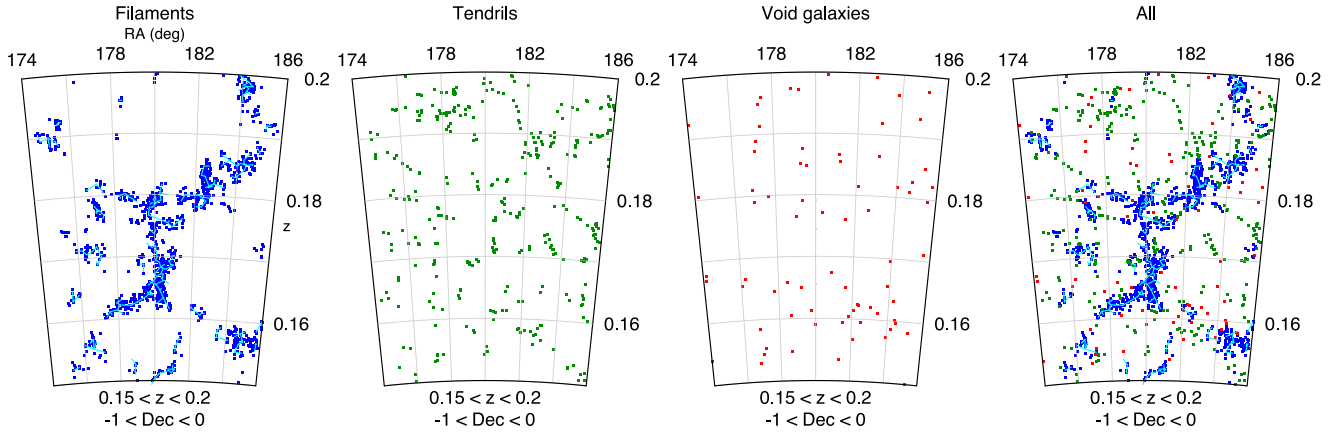 Filaments
RA (deg)
174 178 182 186
0.2
0.18
z
0.16
0.15 < z < 0.2
-1 < Dec < 0
Tendrils
174 178 182 186
0.2
0.18
0.16
0.15 < z < 0.2
-1 < Dec < 0
Void galaxies
174 178 182 186
0.2
0.18
0.16
0.15 < z < 0.2
-1 < Dec < 0
All
174 178 182 186
0.2
0.18
0.16
0.15 < z < 0.2
-1 < Dec < 0